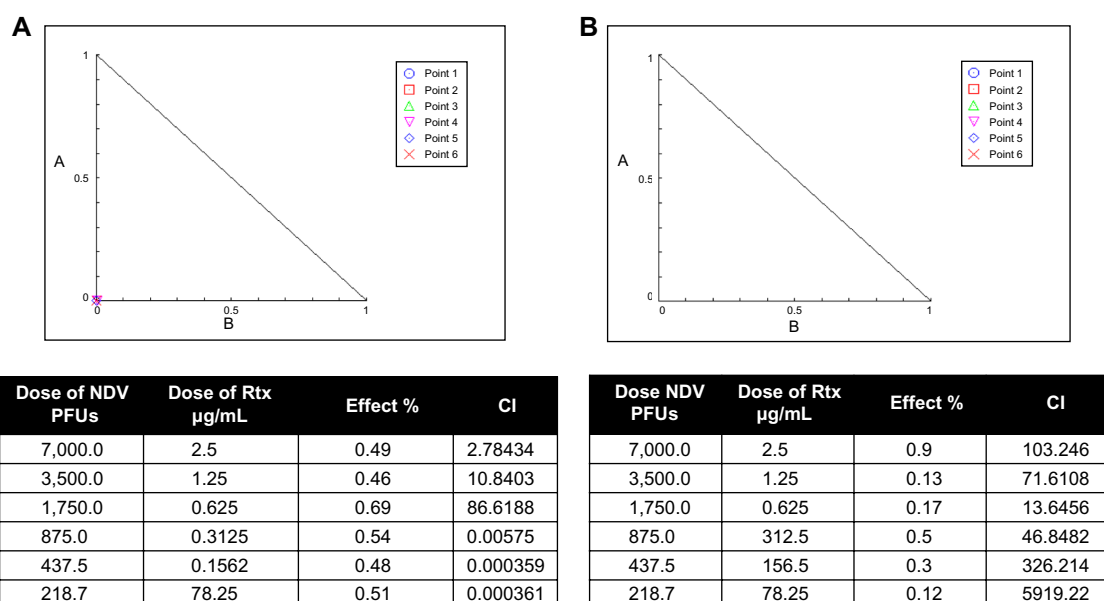 A
1
0.5
0
A
0
0.5
1
B
Point 1
Point 2
Point 3
Point 4
Point 5
Point 6
B
1
0.5
0
A
0
0.5
1
B
Point 1
Point 2
Point 3
Point 4
Point 5
Point 6
Dose of NDV PFUs Dose of Rtx µg/mL Effect % CI
7,000.0 2.5 0.49 2.78434
3,500.0 1.25 0.46 10.8403
1,750.0 0.625 0.69 86.6188
875.0 0.3125 0.54 0.00575
437.5 0.1562 0.48 0.000359
218.7 78.25 0.51 0.000361
Dose NDV PFUs Dose of Rtx µg/mL Effect % CI
7,000.0 2.5 0.9 103.246
3,500.0 1.25 0.13 71.6108
1,750.0 0.625 0.17 13.6456
875.0 312.5 0.5 46.8482
437.5 156.5 0.3 326.214
218.7 78.25 0.12 5919.22